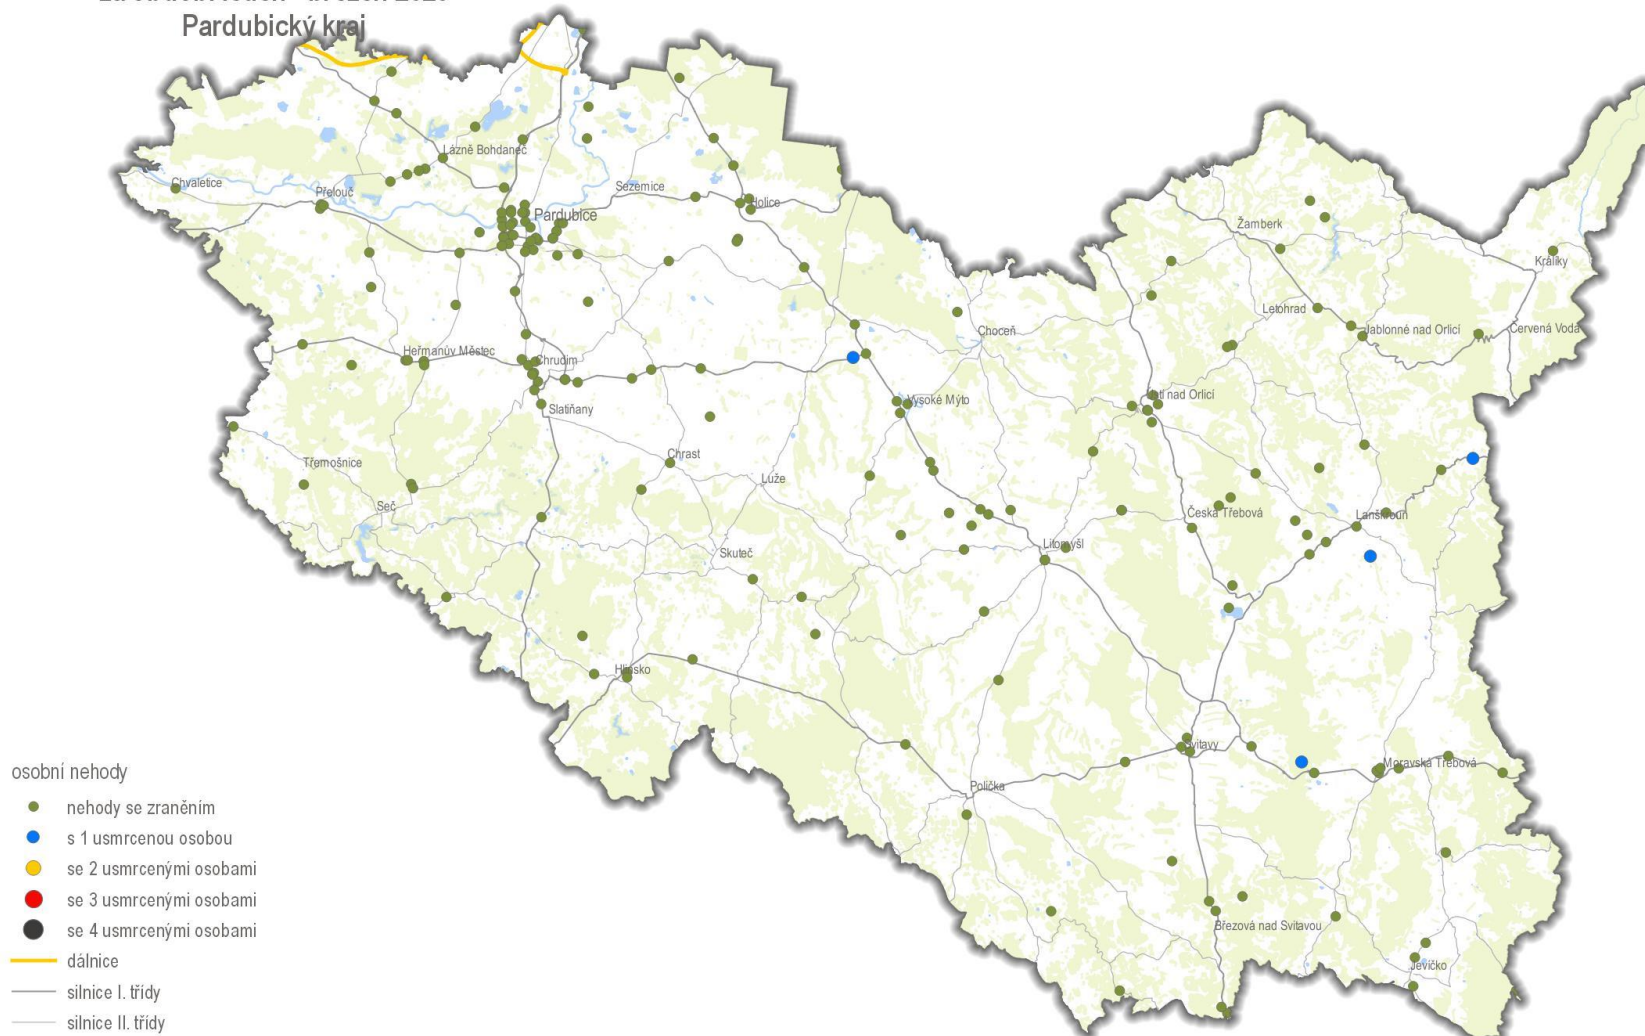 Pardubický kraj
Lázně Bohdaneč
Chvaletice
Přelouč
Sezemice
Holice
Pardubice
Žamberk
Králíky
Letohrad
Choceň
Jablonné nad Orlicí
Červená Voda
Heřmanův Městec
Chrudim
Ústí nad Orlicí
Vysoké Mýto
Slatiňany
Chrast
Třemošnice
Luže
Seč
Česká Třebová
Lanškroun
Skuteč
Litomyšl
Hlinsko
Svitavy
Moravská Třebová
Polička
Březová nad Svitavou
Jevíčko
osobní nehody
nehody se zraněním
s 1 usmrcenou osobou
se 2 usmrcenými osobami
se 3 usmrcenými osobami
se 4 usmrcenými osobami
dálnice
silnice I. třídy
silnice II. třídy